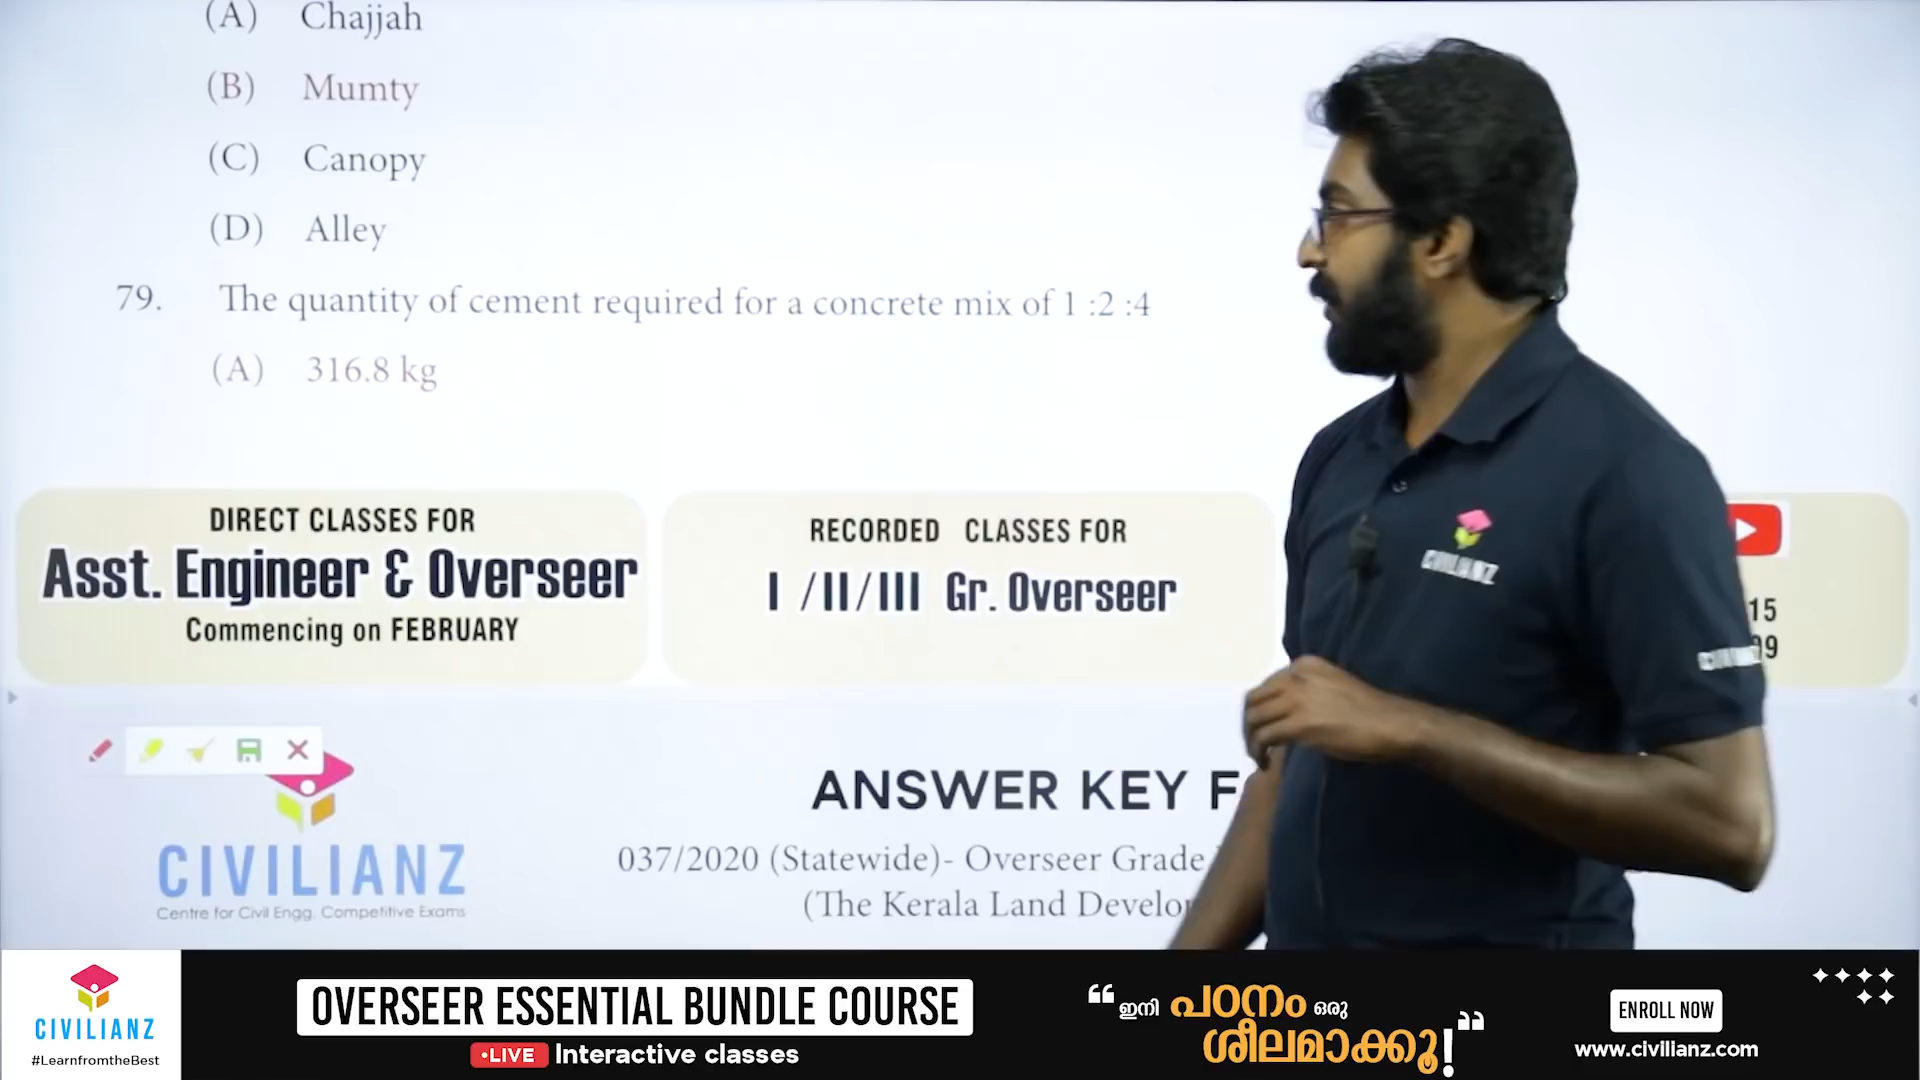 (A) Chajjah
(B) Mumty
(C) Canopy
(D) Alley
79. The quantity of cement required for a concrete mix of 1 :2 :4
(A) 316.8 kg
DIRECT CLASSES FOR
Asst. Engineer & Overseer
Commencing on FEBRUARY
RECORDED CLASSES FOR
I /II/III Gr. Overseer
15
9
CIVILIANZ
CIVILIANZ
Centre for Civil Engg. Competitive Exams
ANSWER KEY F
037/2020 (Statewide)- Overseer Grade
(The Kerala Land Develo
CIVILIANZ
#LearnfromtheBest
OVERSEER ESSENTIAL BUNDLE COURSE
•LIVE Interactive classes
“ഇനി പഠനം ഒരു
ശീലമാക്കൂ!”
ENROLL NOW
www.civilianz.com